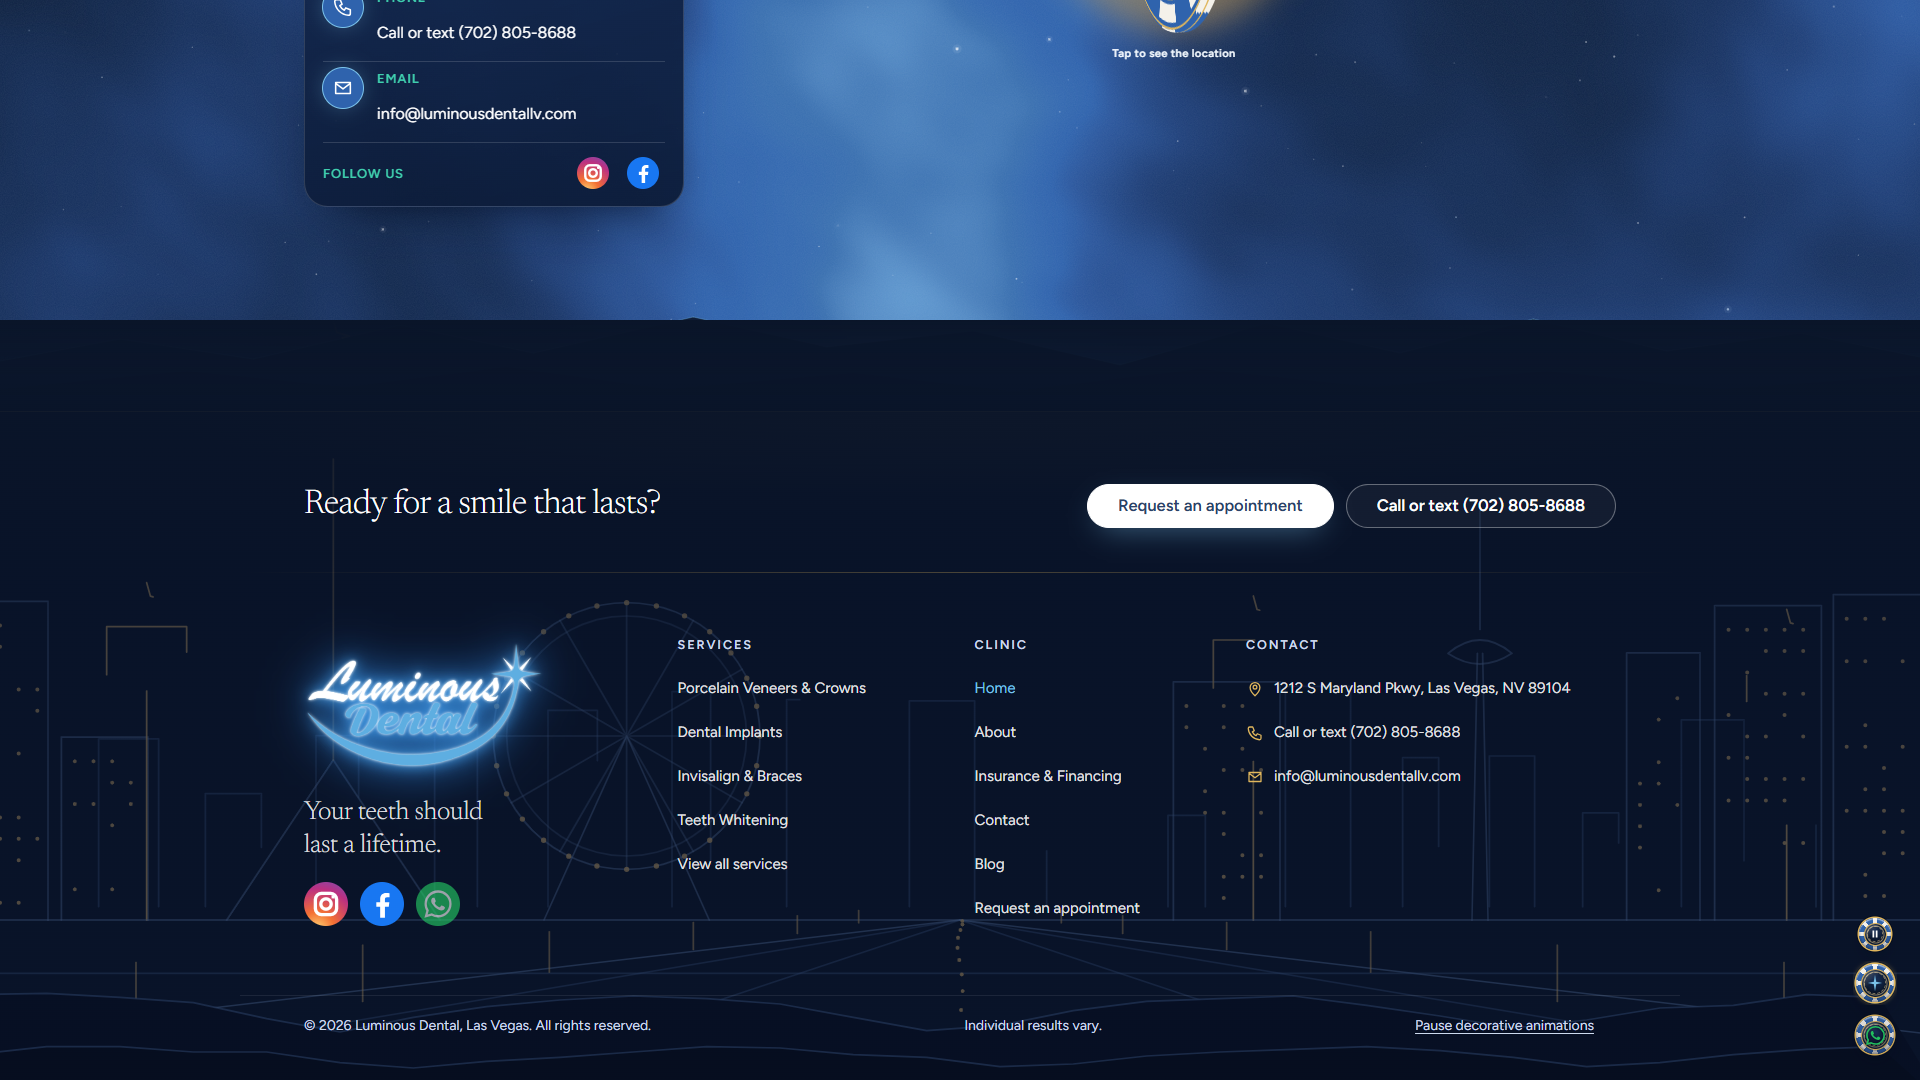 Call or text (702) 805-8688
Tap to see the location
EMAIL
info@luminousdentallv.com
FOLLOW US
Ready for a smile that lasts?
Request an appointment
Call or text (702) 805-8688
Luminous
Dental
Your teeth should
last a lifetime.
SERVICES
Porcelain Veneers & Crowns
Dental Implants
Invisalign & Braces
Teeth Whitening
View all services
CLINIC
Home
About
Insurance & Financing
Contact
Blog
Request an appointment
CONTACT
1212 S Maryland Pkwy, Las Vegas, NV 89104
Call or text (702) 805-8688
info@luminousdentallv.com
© 2026 Luminous Dental, Las Vegas. All rights reserved.
Individual results vary.
Pause decorative animations